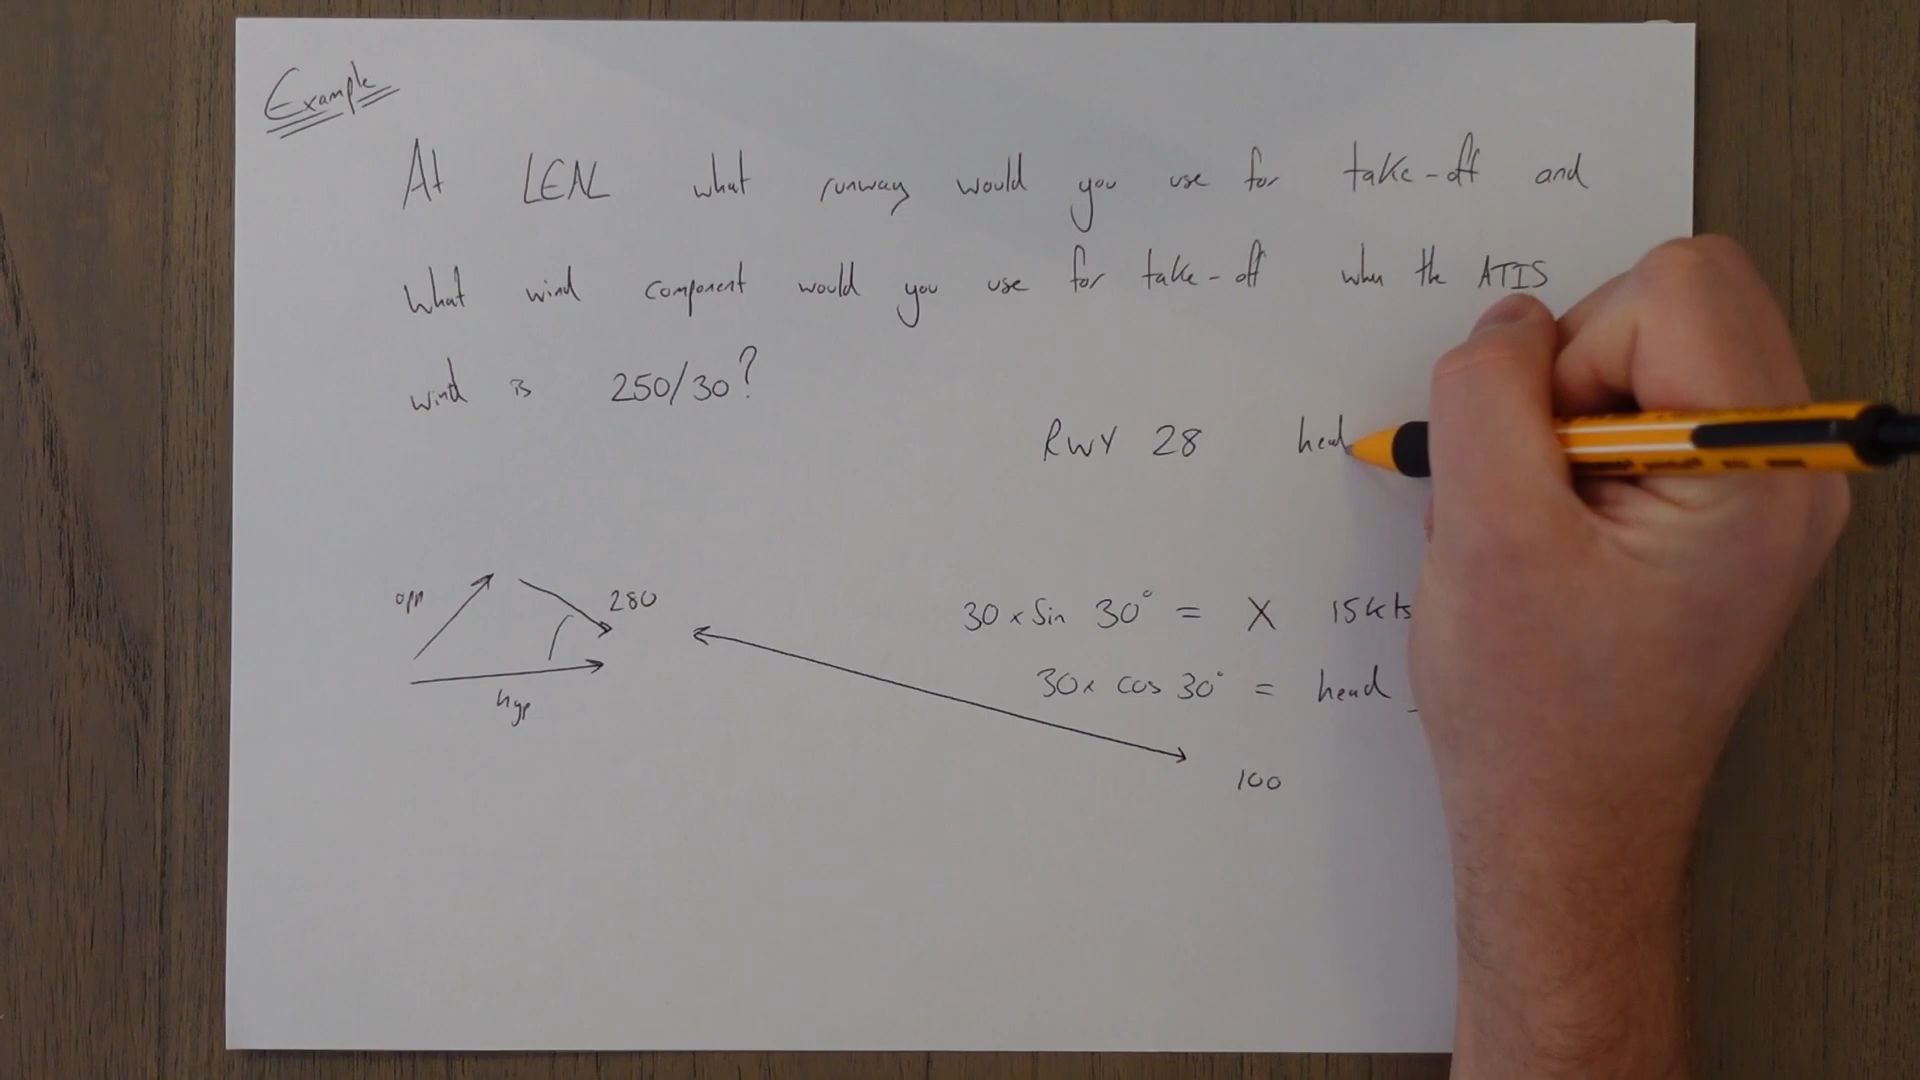 Example
At LEAL what runway would you use for take-off and
what wind component would you use for take-off when the ATIS
wind is 250/30?
RWY 28 head
opp
280
hyp
30 x Sin 30° = X 15kts
30 x cos 30° = head
100